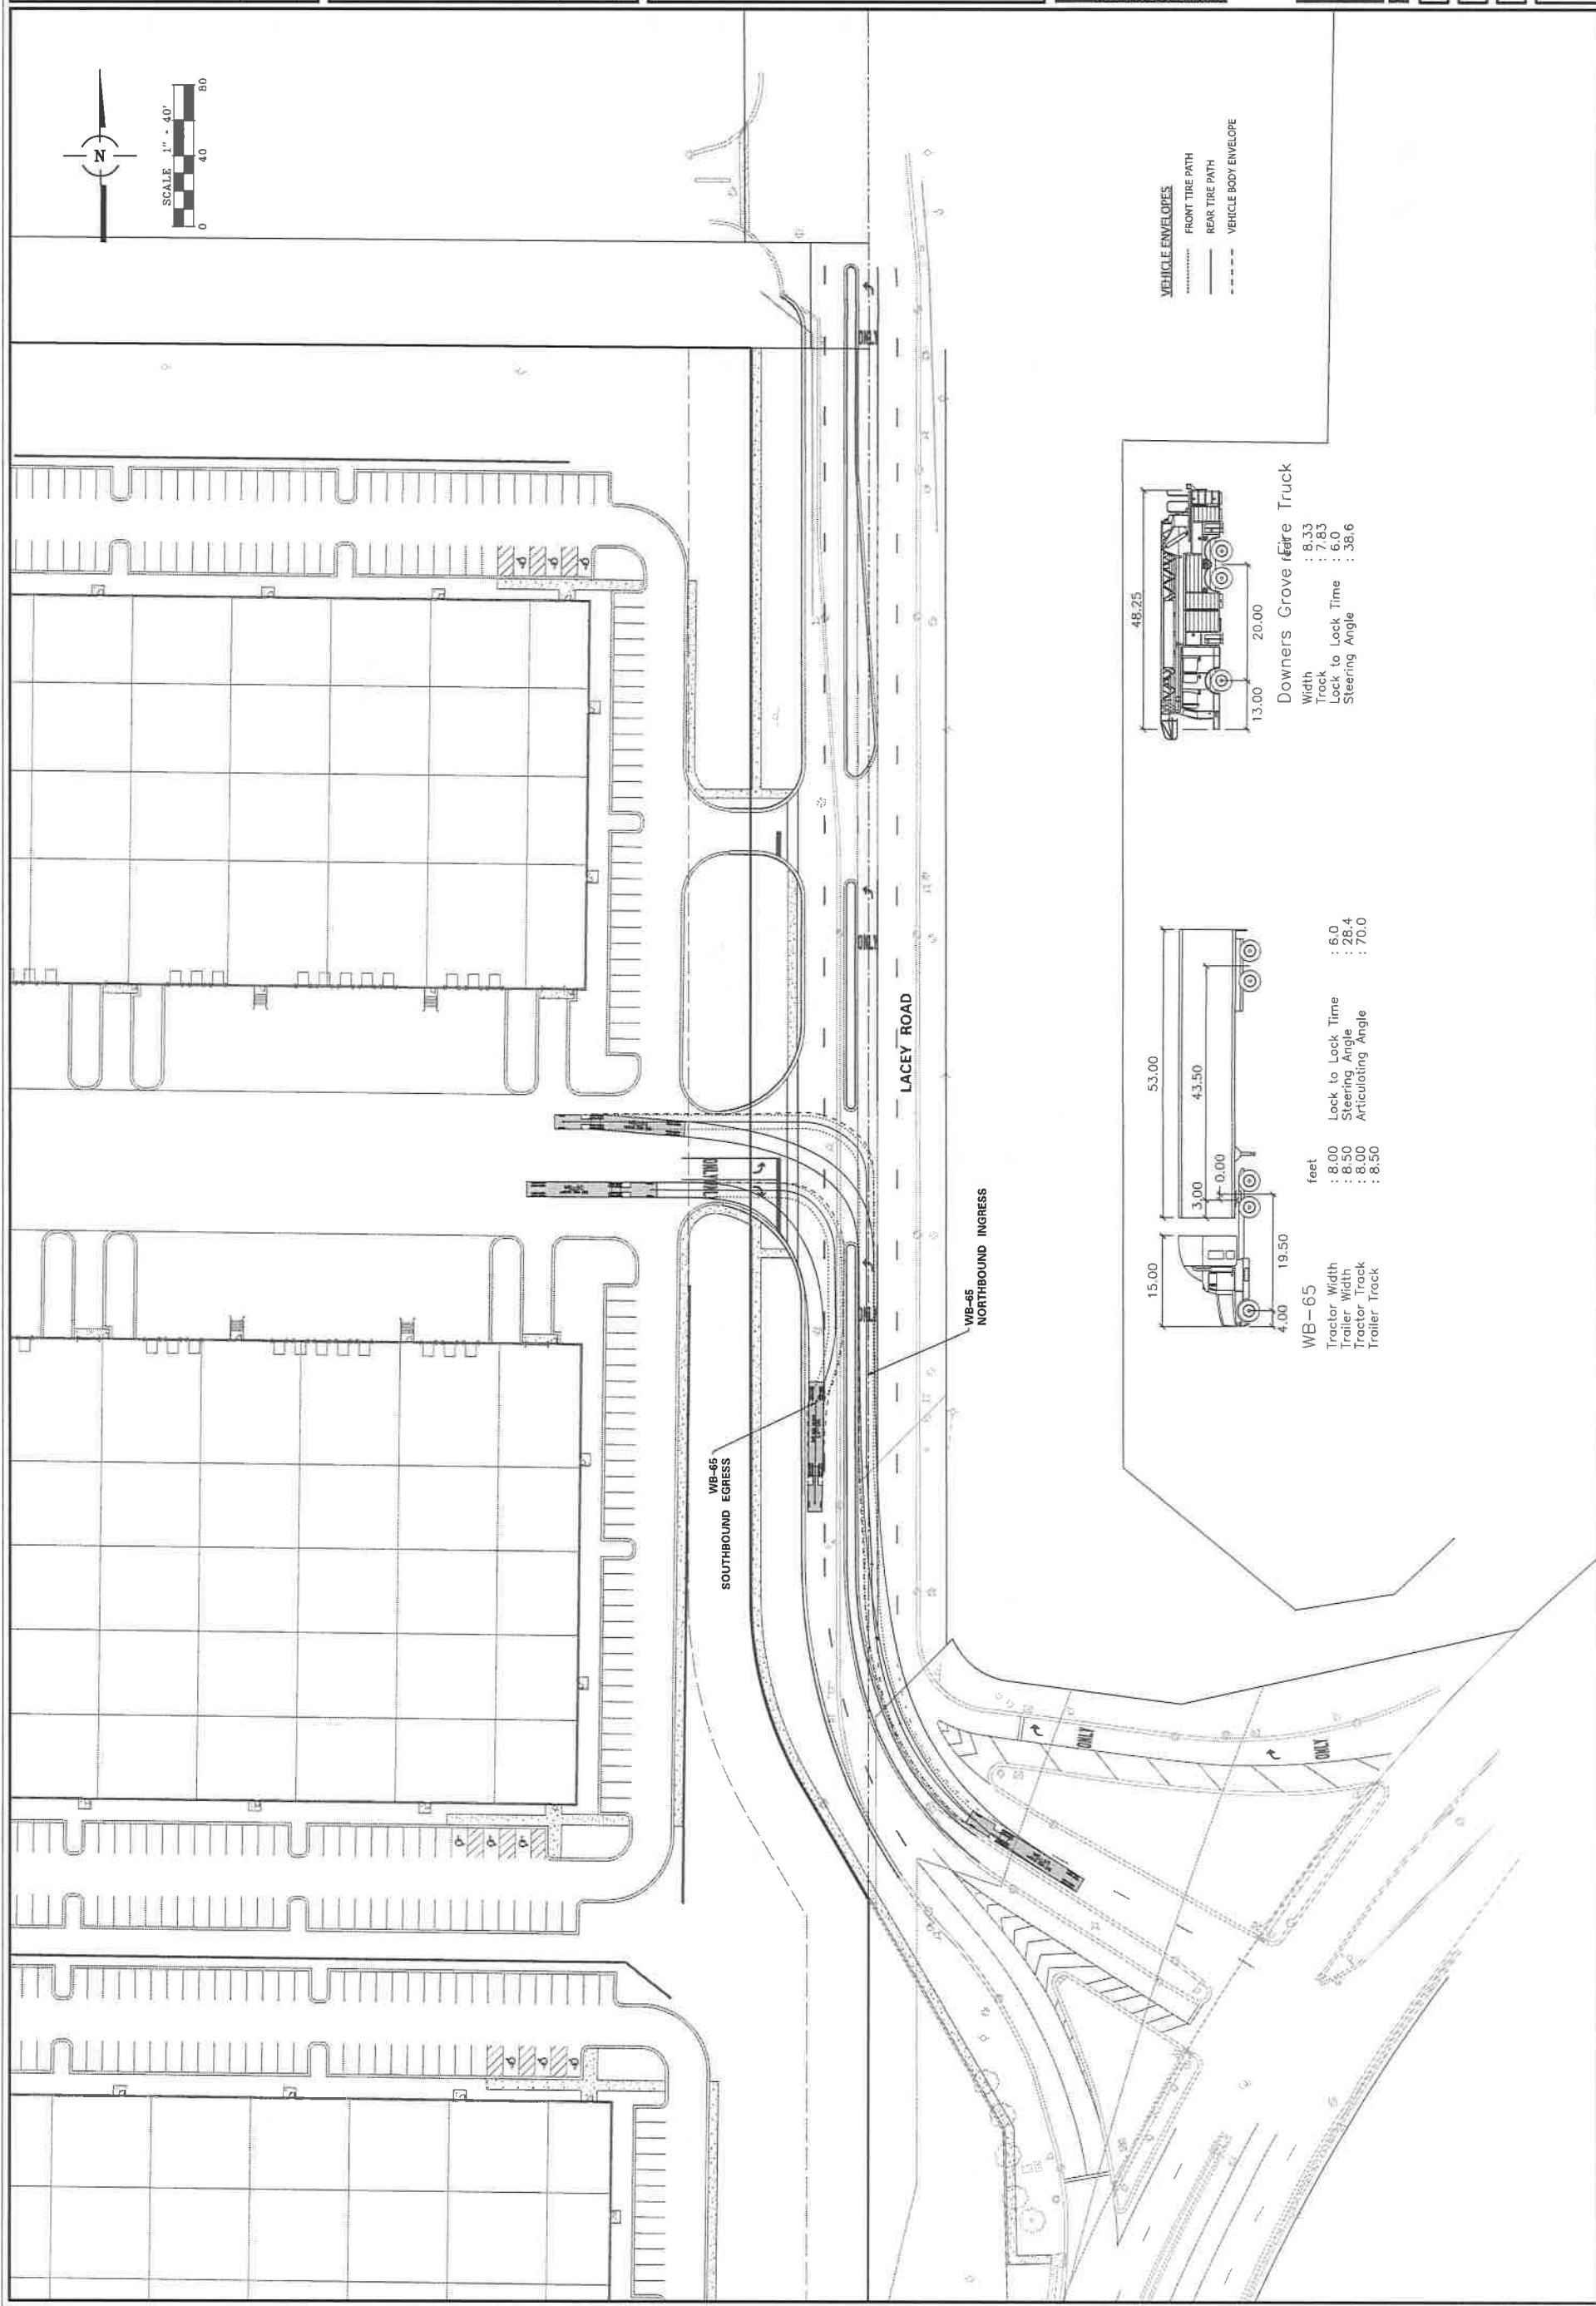 N
SCALE 1" - 40'
0 40 80
VEHICLE ENVELOPES
FRONT TIRE PATH
REAR TIRE PATH
VEHICLE BODY ENVELOPE
ONLY
ONLY
ONLY
ONLY
LACEY ROAD
WB-65
NORTHBOUND INGRESS
WB-65
SOUTHBOUND EGRESS
ONLY
ONLY
15.00
53.00
43.50
3.00
0.00
4.00
19.50
WB-65
feet
Tractor Width : 8.00
Trailer Width : 8.50
Tractor Track : 8.00
Trailer Track : 8.50
Lock to Lock Time : 6.0
Steering Angle : 28.4
Articulating Angle : 70.0
48.25
13.00
20.00
Downers Grove Fire Truck
feet
Width : 8.33
Track : 7.83
Lock to Lock Time : 6.0
Steering Angle : 38.6